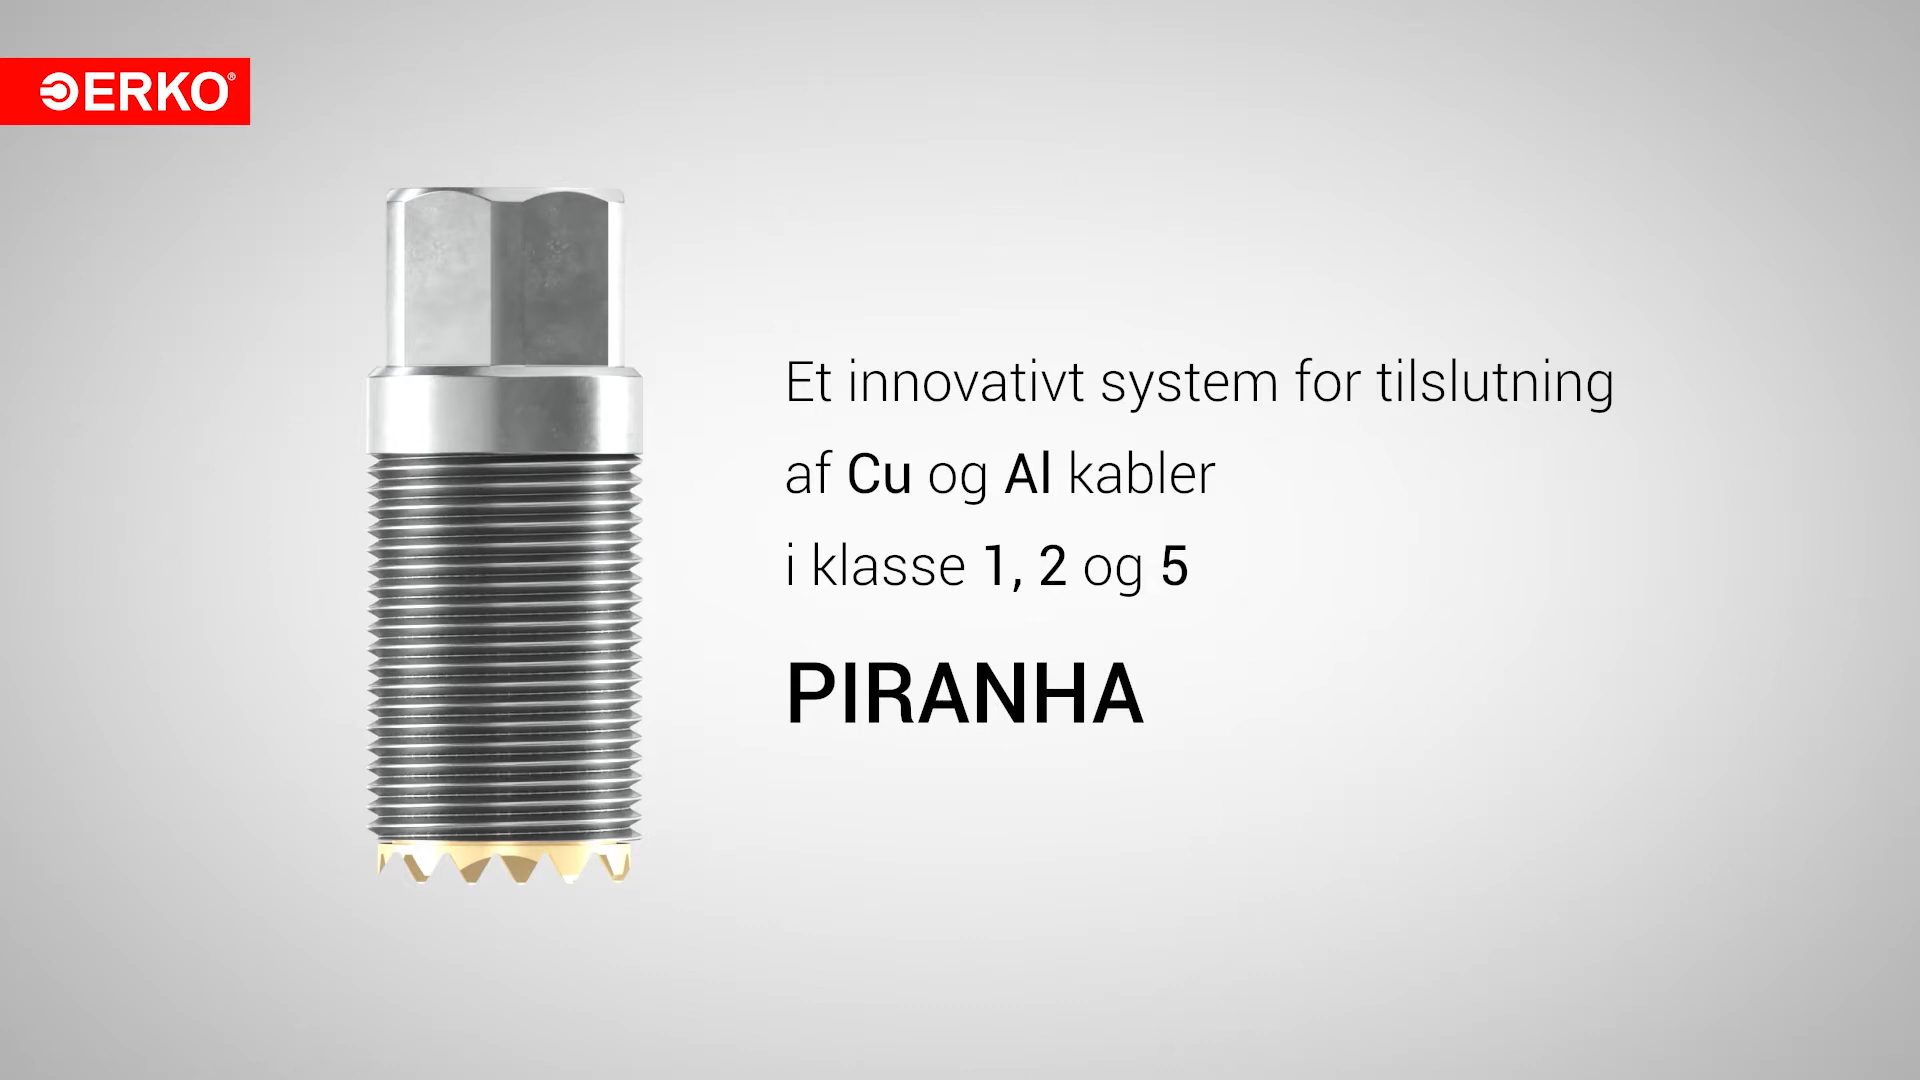 ERKO®
Et innovativt system for tilslutning
af Cu og Al kabler
i klasse 1, 2 og 5
PIRANHA